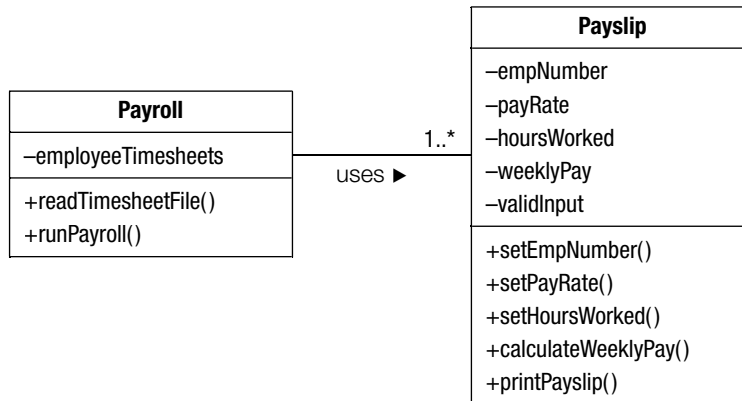 Payroll
–employeeTimesheets
+readTimesheetFile()
+runPayroll()
1..*
uses ►
Payslip
–empNumber
–payRate
–hoursWorked
–weeklyPay
–validInput
+setEmpNumber()
+setPayRate()
+setHoursWorked()
+calculateWeeklyPay()
+printPayslip()